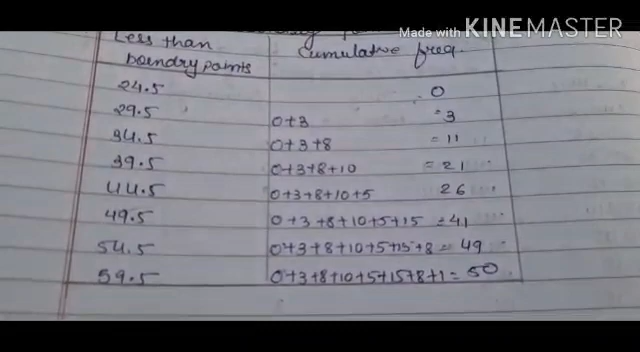 Made with KINEMASTER
Less than Cumulative freq.
boundry points
24.5 0
29.5 0+3 =3
34.5 0+3+8 =11
39.5 0+3+8+10 =21
44.5 0+3+8+10+5 26
49.5 0+3+8+10+5+15 =41
54.5 0+3+8+10+5+15+8= 49
59.5 0+3+8+10+5+15+8+1= 50